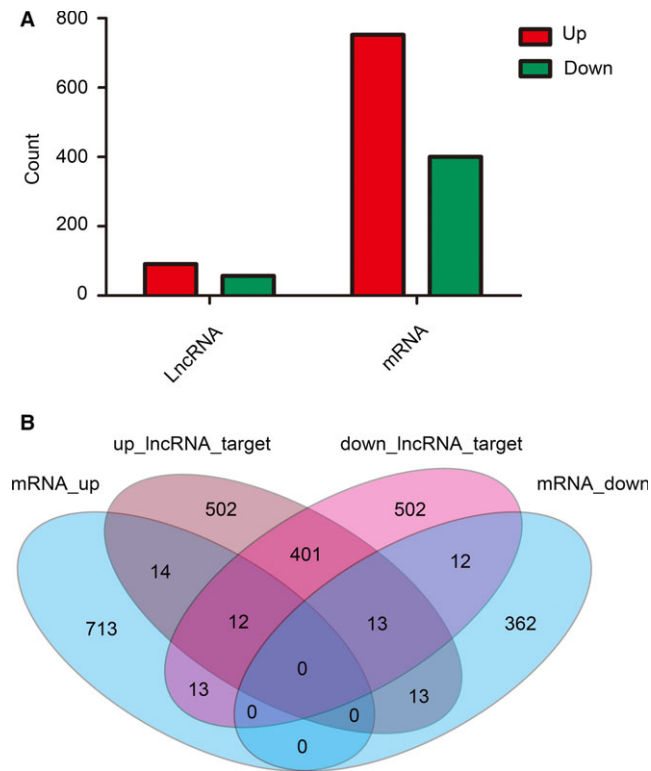 A
800
600
400
200
0
Count
Up
Down
LncRNA
mRNA
B
up_lncRNA_target
down_lncRNA_target
mRNA_up
mRNA_down
502
502
14
401
12
713
12
13
362
0
13
13
0
0
0